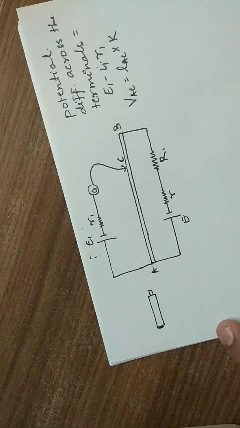 potential
diff across the
terminals =
E₁ - i₁r₁
V_AC = l_AC × K
E₁ r₁
G
C
B
A
R₁
r
E